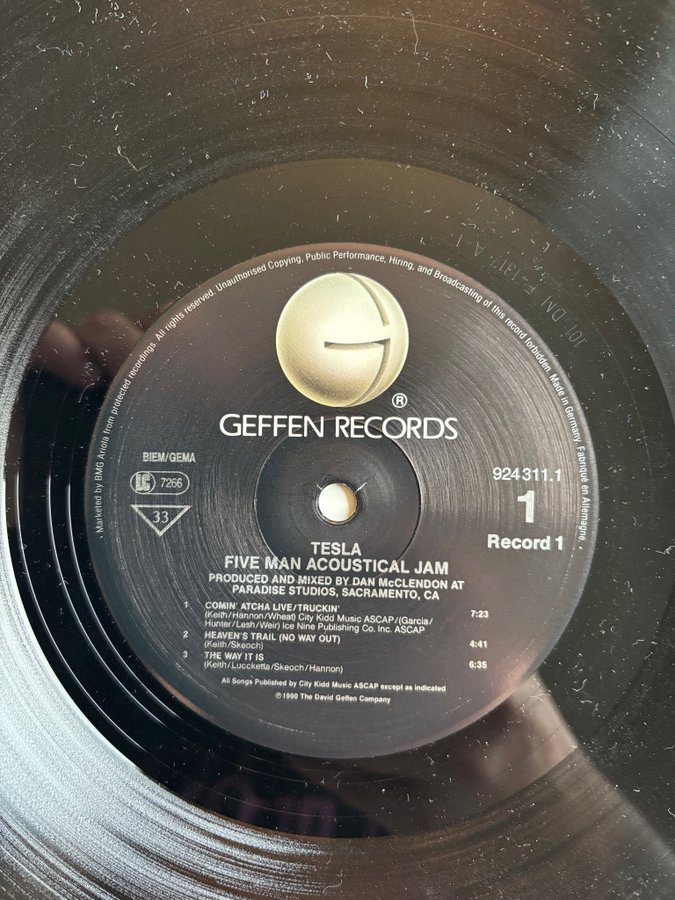 Marketed by BMG Ariola from protected recordings. All rights reserved. Unauthorised Copying, Public Performance, Hiring, and Broadcasting of this record forbidden. Made in Germany. Fabriqué en Allemagne.
®
GEFFEN RECORDS
BIEM/GEMA
LC 7266
33
924 311.1
1
Record 1
TESLA
FIVE MAN ACOUSTICAL JAM
PRODUCED AND MIXED BY DAN McCLENDON AT
PARADISE STUDIOS, SACRAMENTO, CA
1 COMIN' ATCHA LIVE/TRUCKIN' 7:23
(Keith/Hannon/Wheat) City Kidd Music ASCAP/(Garcia/
Hunter/Lesh/Weir) Ice Nine Publishing Co. Inc. ASCAP
2 HEAVEN'S TRAIL (NO WAY OUT) 4:41
(Keith/Skeoch)
3 THE WAY IT IS 6:35
(Keith/Luccketta/Skeoch/Hannon)
All Songs Published by City Kidd Music ASCAP except as indicated
℗ 1990 The David Geffen Company